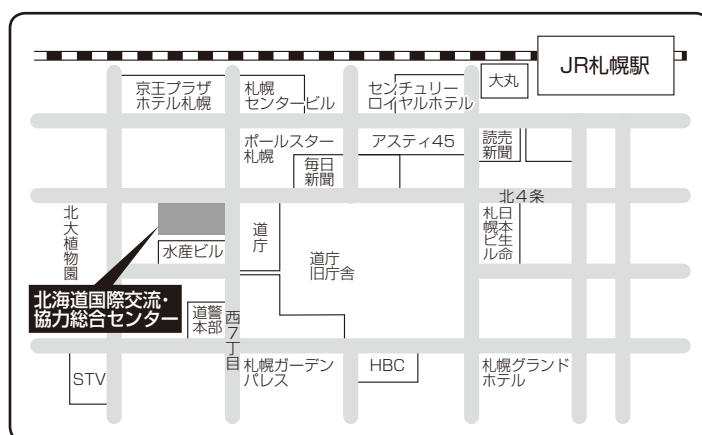 JR札幌駅
京王プラザ
ホテル札幌
札幌
センタービル
センチュリー
ロイヤルホテル
大丸
ポールスター
札幌
アスティ45
読売
新聞
毎日
新聞
北4条
北大植物園
水産ビル
道庁
道庁
旧庁舎
日本生命
札幌ビル
北海道国際交流・
協力総合センター
道警
本部
西7丁目
STV
札幌ガーデン
パレス
HBC
札幌グランド
ホテル